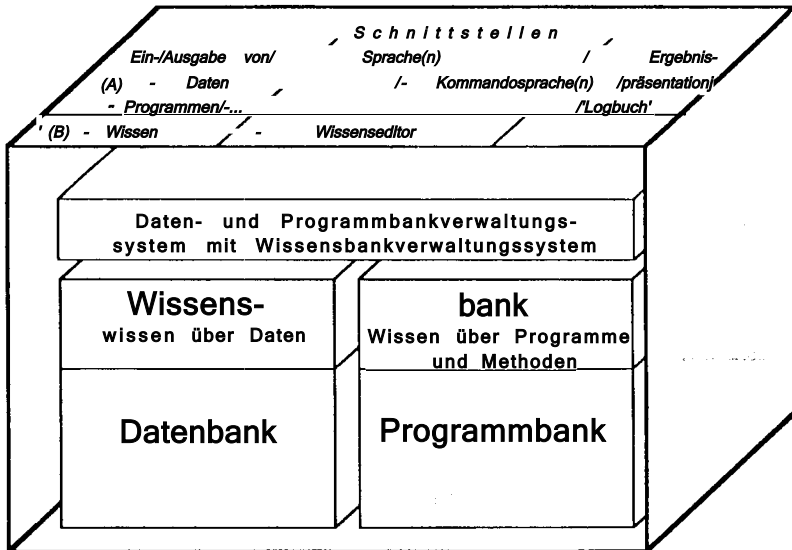 Schnittstellen
Ein-/Ausgabe von/ Sprache(n) / Ergebnis-
(A) - Daten /- Kommandosprache(n) /präsentation/
- Programmen/-... /'Logbuch'
(B) - Wissen / - Wissenseditor
Daten- und Programmbankverwaltungs-
system mit Wissensbankverwaltungssystem
Wissens- bank
wissen über Daten Wissen über Programme
und Methoden
Datenbank Programmbank